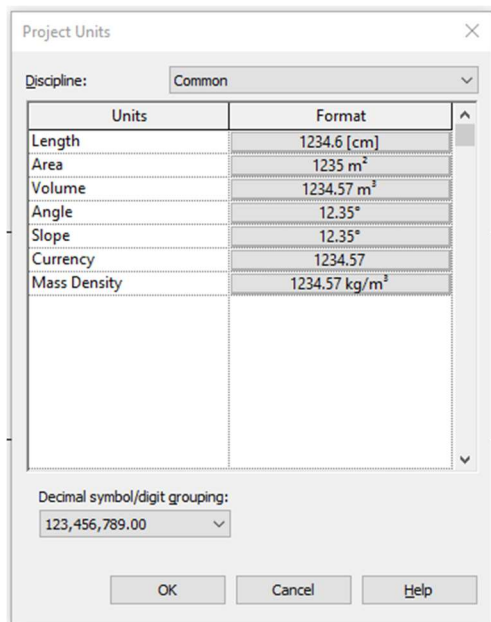 Project Units
Discipline: Common
Units Format
Length 1234.6 [cm]
Area 1235 m²
Volume 1234.57 m³
Angle 12.35°
Slope 12.35°
Currency 1234.57
Mass Density 1234.57 kg/m³
Decimal symbol/digit grouping:
123,456,789.00
OK Cancel Help